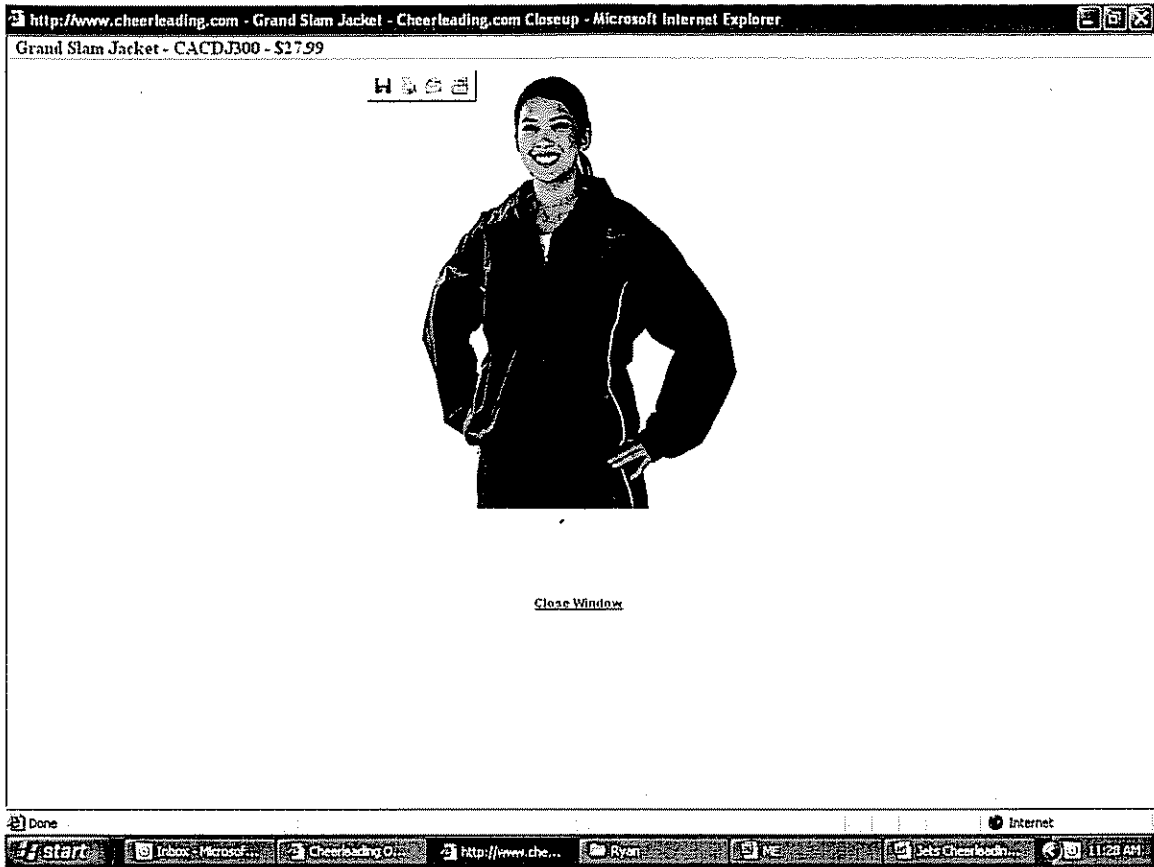 http://www.cheerleading.com - Grand Slam Jacket - Cheerleading.com Closeup - Microsoft Internet Explorer
Grand Slam Jacket - CACDJ300 - $27.99
Close Window
Done
Internet
start
Inbox - Microsof...
Cheerleading O...
http://www.che...
Ryan
ME
Jets Cheerleadin...
11:28 AM